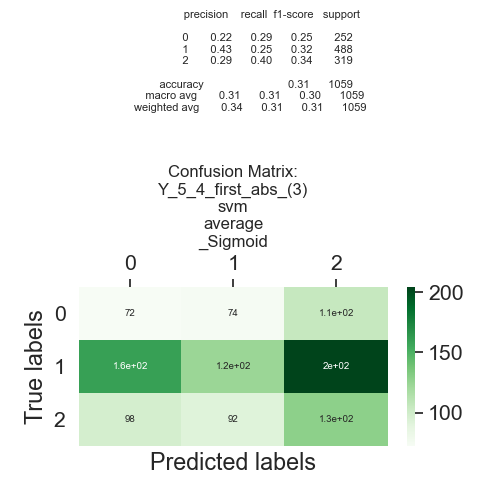 precision recall f1-score support
0 0.22 0.29 0.25 252
1 0.43 0.25 0.32 488
2 0.29 0.40 0.34 319
accuracy 0.31 1059
macro avg 0.31 0.31 0.30 1059
weighted avg 0.34 0.31 0.31 1059
Confusion Matrix:
Y_5_4_first_abs_(3)
svm
average
_Sigmoid
0 1 2
0 72 74 1.1e+02
1 1.6e+02 1.2e+02 2e+02
2 98 92 1.3e+02
True labels
Predicted labels
200
150
100